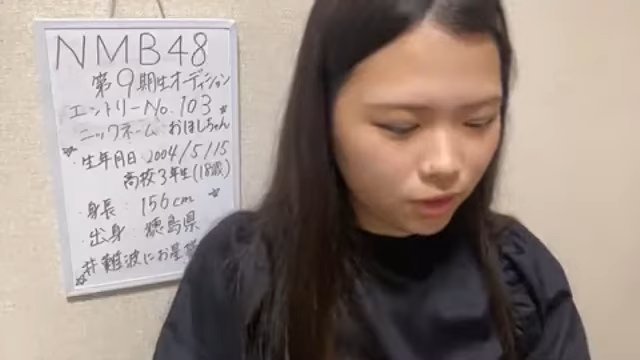 NMB48
第9期生オーディション
エントリーNo.103
ニックネーム おほしちゃん
・生年月日 2004/5/15
高校3年生(18歳)
・身長: 156cm
・出身: 徳島県
#難波にお星